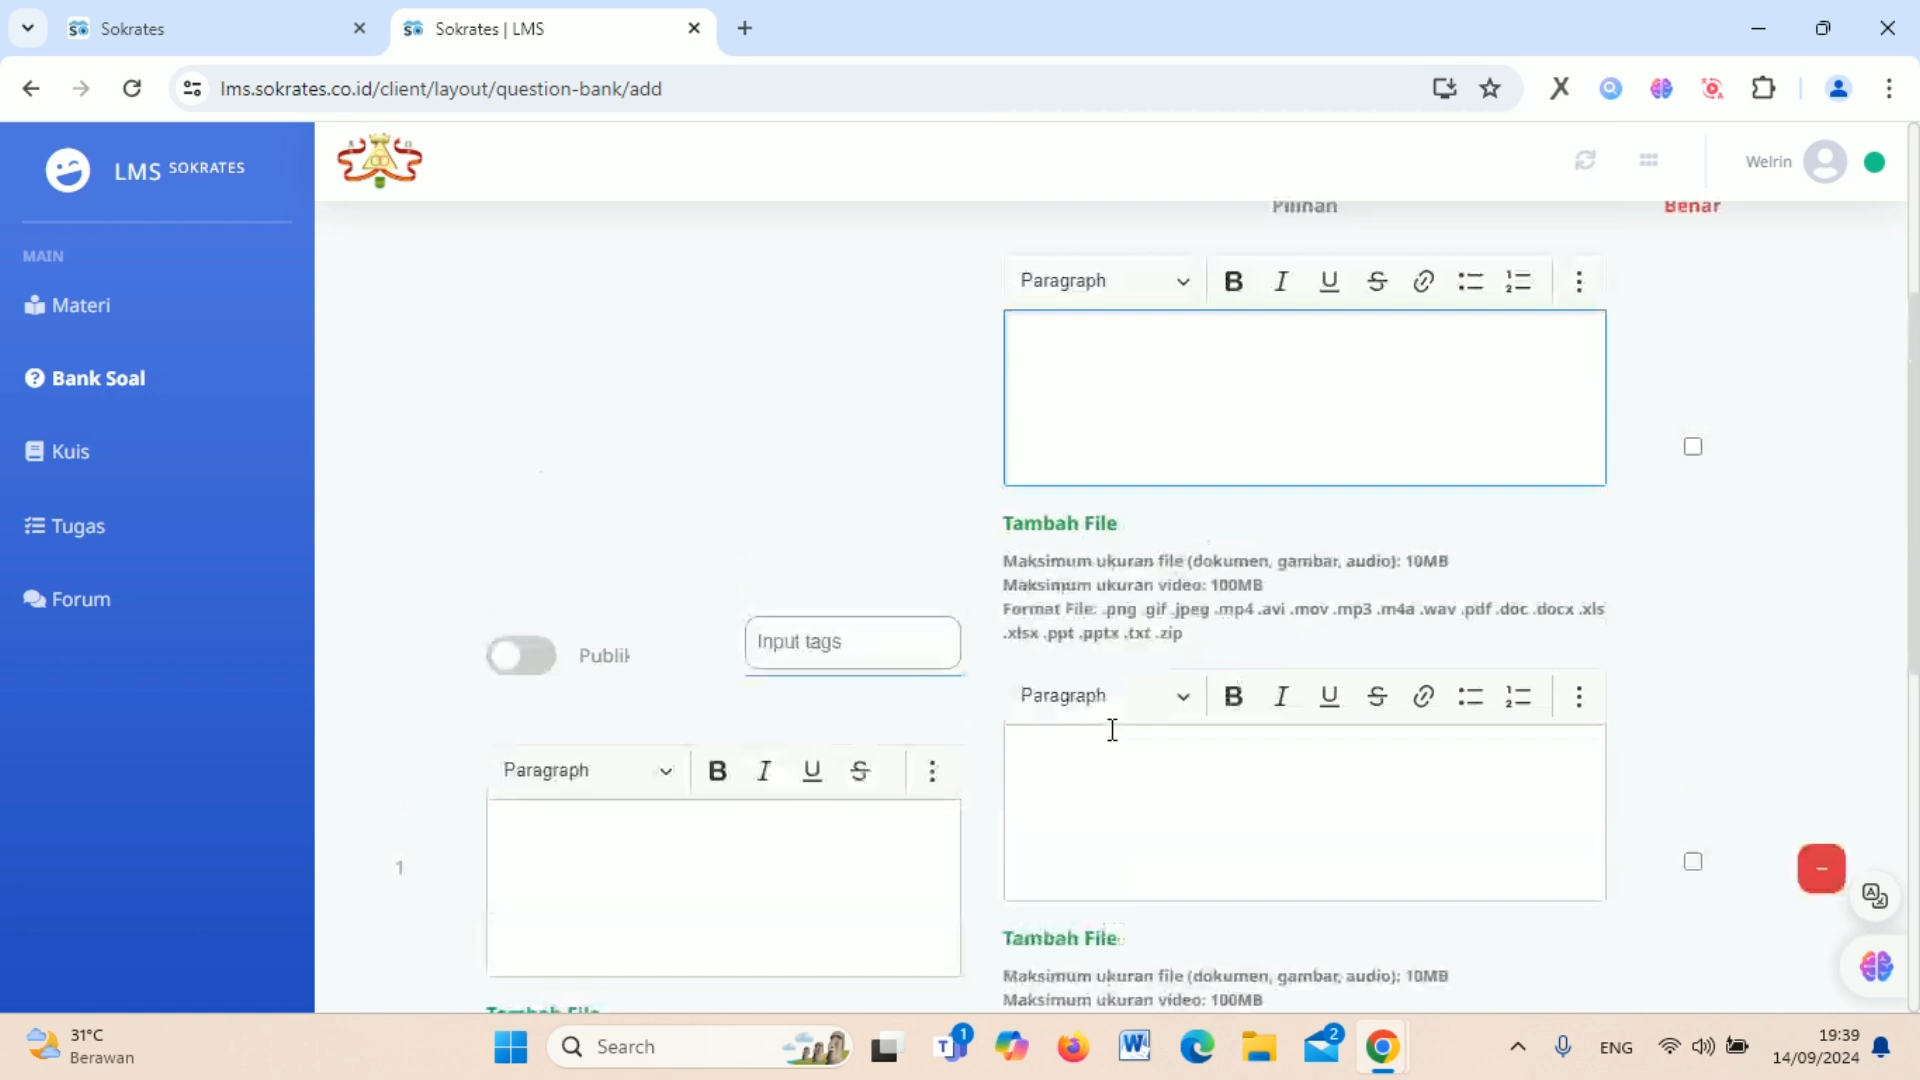 Sokrates
Sokrates | LMS
lms.sokrates.co.id/client/layout/question-bank/add
LMS SOKRATES
Welrin
MAIN
Materi
Bank Soal
Kuis
Tugas
Forum
Pilihan
Benar
Paragraph
Tambah File
Maksimum ukuran file (dokumen, gambar, audio): 10MB
Maksimum ukuran video: 100MB
Format File: .png .gif .jpeg .mp4 .avi .mov .mp3 .m4a .wav .pdf .doc .docx .xls
.xlsx .ppt .pptx .txt .zip
Publik
Input tags
Paragraph
Paragraph
1
Tambah File
Maksimum ukuran file (dokumen, gambar, audio): 10MB
Maksimum ukuran video: 100MB
Tambah File
31°C
Berawan
Search
1
2
ENG
19:39
14/09/2024